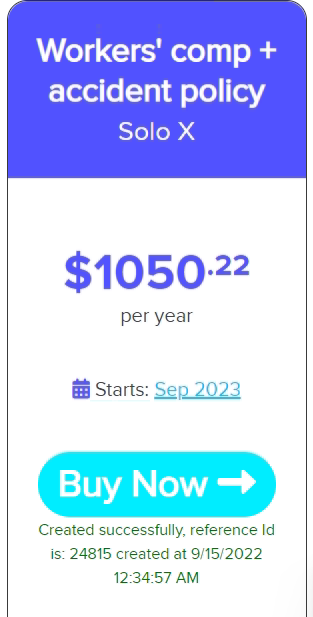 Workers' comp +
accident policy
Solo X
$1050.22
per year
Starts: Sep 2023
Buy Now
Created successfully, reference Id
is: 24815 created at 9/15/2022
12:34:57 AM